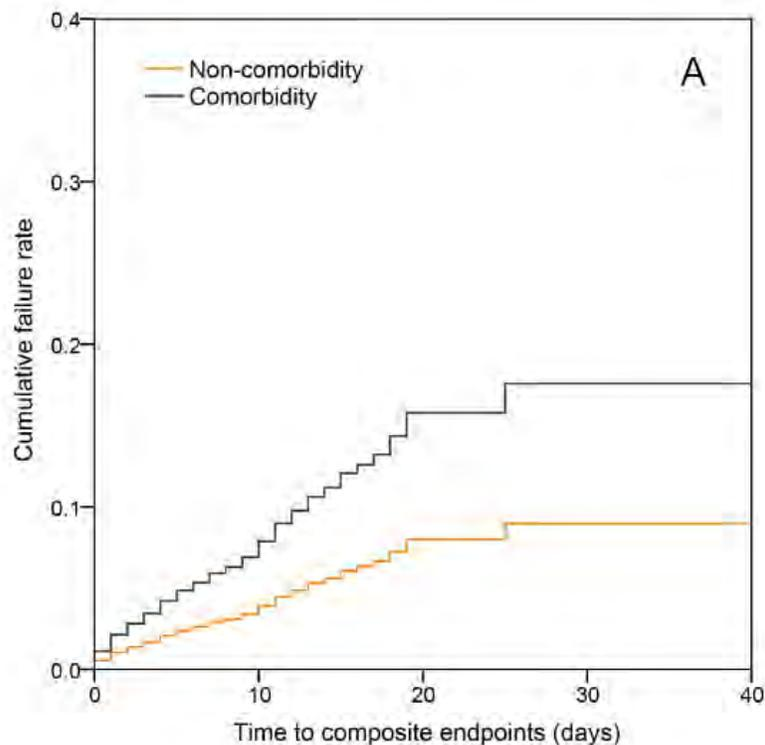 0.4
0.3
0.2
0.1
0.0
0
10
20
30
40
Non-comorbidity
Comorbidity
A
Cumulative failure rate
Time to composite endpoints (days)